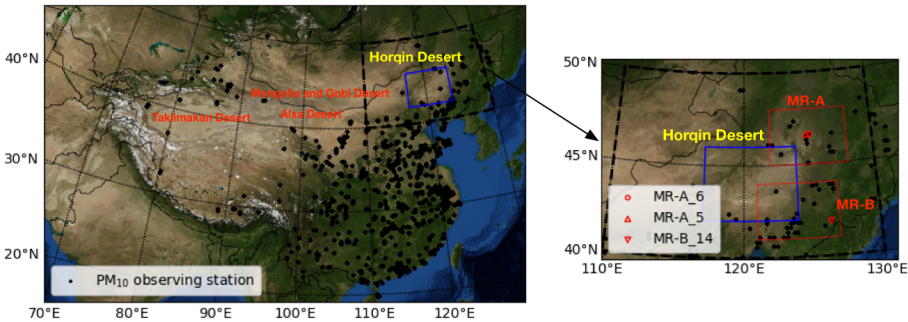 40°N
30°N
20°N
70°E
80°E
90°E
100°E
110°E
120°E
Horqin Desert
Mongolia and Gobi Desert
Taklimakan Desert
Alxa Desert
PM₁₀ observing station
50°N
45°N
40°N
110°E
120°E
130°E
MR-A
Horqin Desert
MR-B
MR-A_6
MR-A_5
MR-B_14